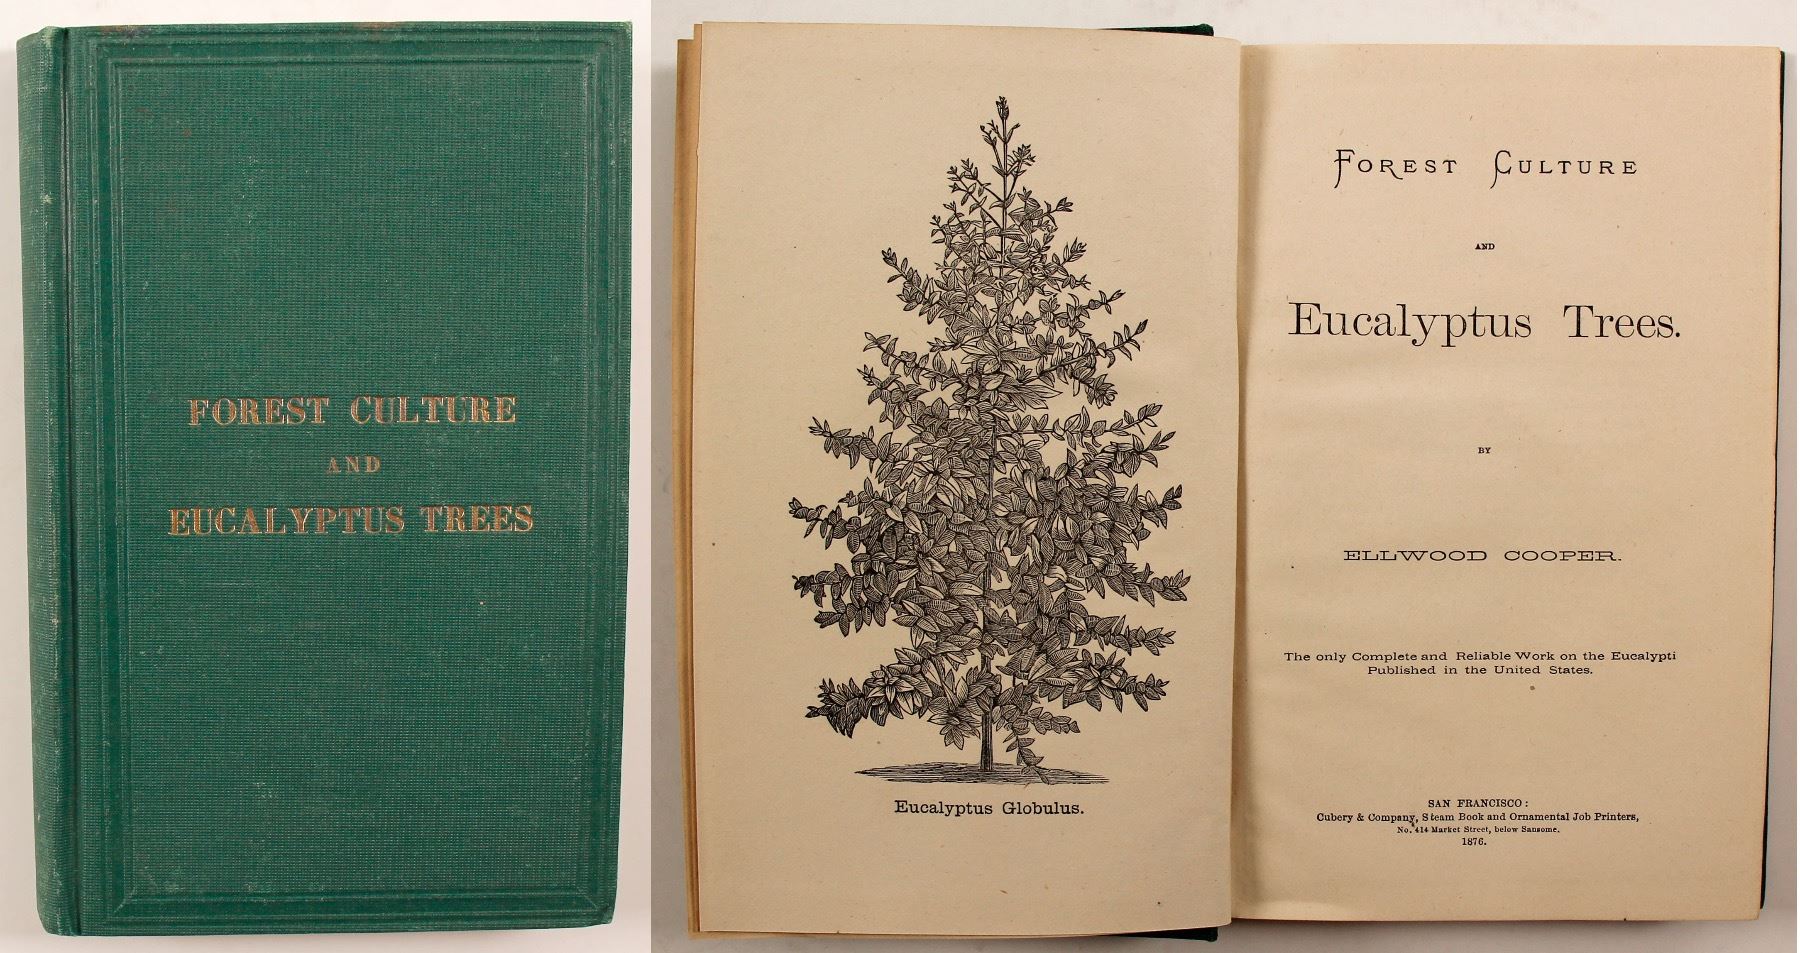 FOREST CULTURE
AND
EUCALYPTUS TREES
Eucalyptus Globulus.
FOREST CULTURE
AND
Eucalyptus Trees.
BY
ELLWOOD COOPER.
The only Complete and Reliable Work on the Eucalypti
Published in the United States.
SAN FRANCISCO:
Cubery & Company, Steam Book and Ornamental Job Printers,
No. 414 Market Street, below Sansome.
1876.